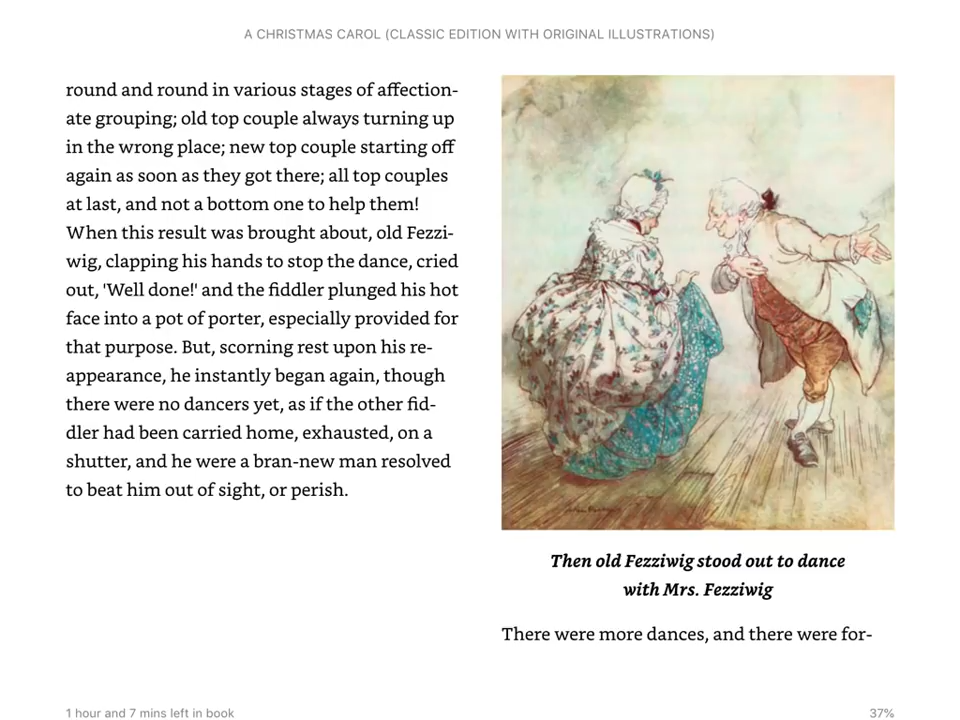 A CHRISTMAS CAROL (CLASSIC EDITION WITH ORIGINAL ILLUSTRATIONS)
round and round in various stages of affection-
ate grouping; old top couple always turning up
in the wrong place; new top couple starting off
again as soon as they got there; all top couples
at last, and not a bottom one to help them!
When this result was brought about, old Fezzi-
wig, clapping his hands to stop the dance, cried
out, 'Well done!' and the fiddler plunged his hot
face into a pot of porter, especially provided for
that purpose. But, scorning rest upon his re-
appearance, he instantly began again, though
there were no dancers yet, as if the other fid-
dler had been carried home, exhausted, on a
shutter, and he were a bran-new man resolved
to beat him out of sight, or perish.
Then old Fezziwig stood out to dance
with Mrs. Fezziwig
There were more dances, and there were for-
1 hour and 7 mins left in book
37%